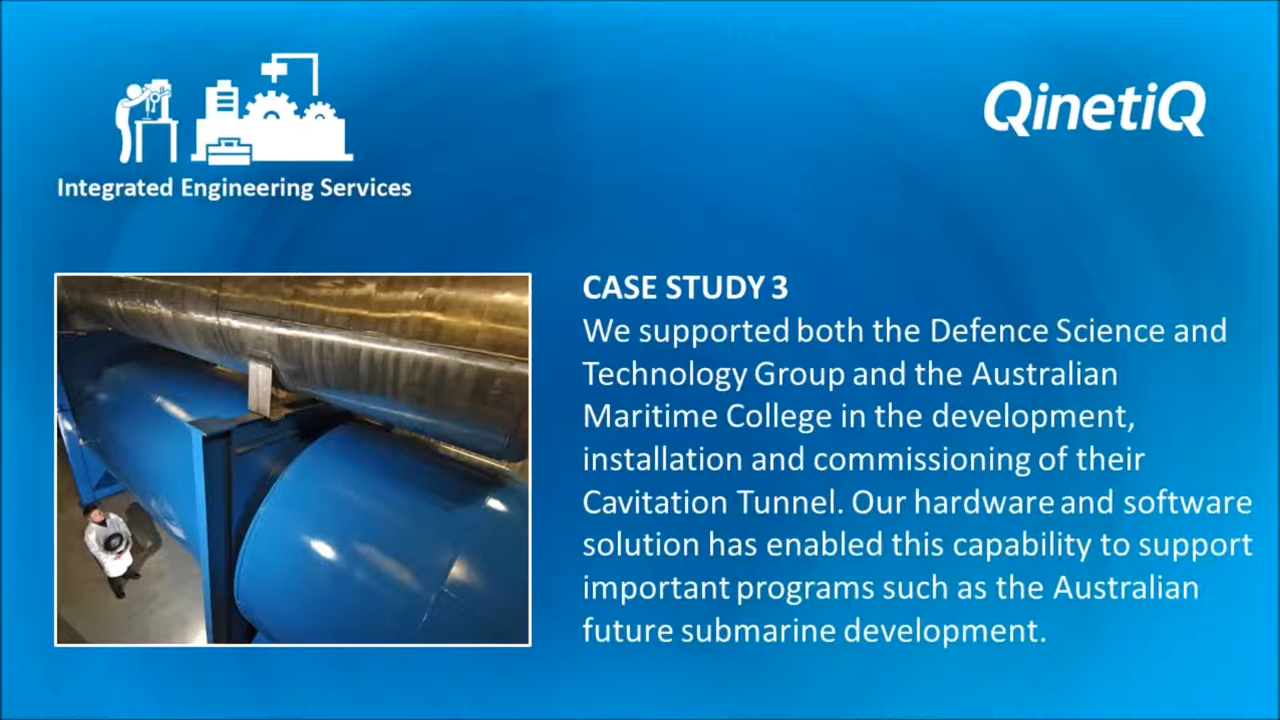 QinetiQ
Integrated Engineering Services
CASE STUDY 3
We supported both the Defence Science and
Technology Group and the Australian
Maritime College in the development,
installation and commissioning of their
Cavitation Tunnel. Our hardware and software
solution has enabled this capability to support
important programs such as the Australian
future submarine development.